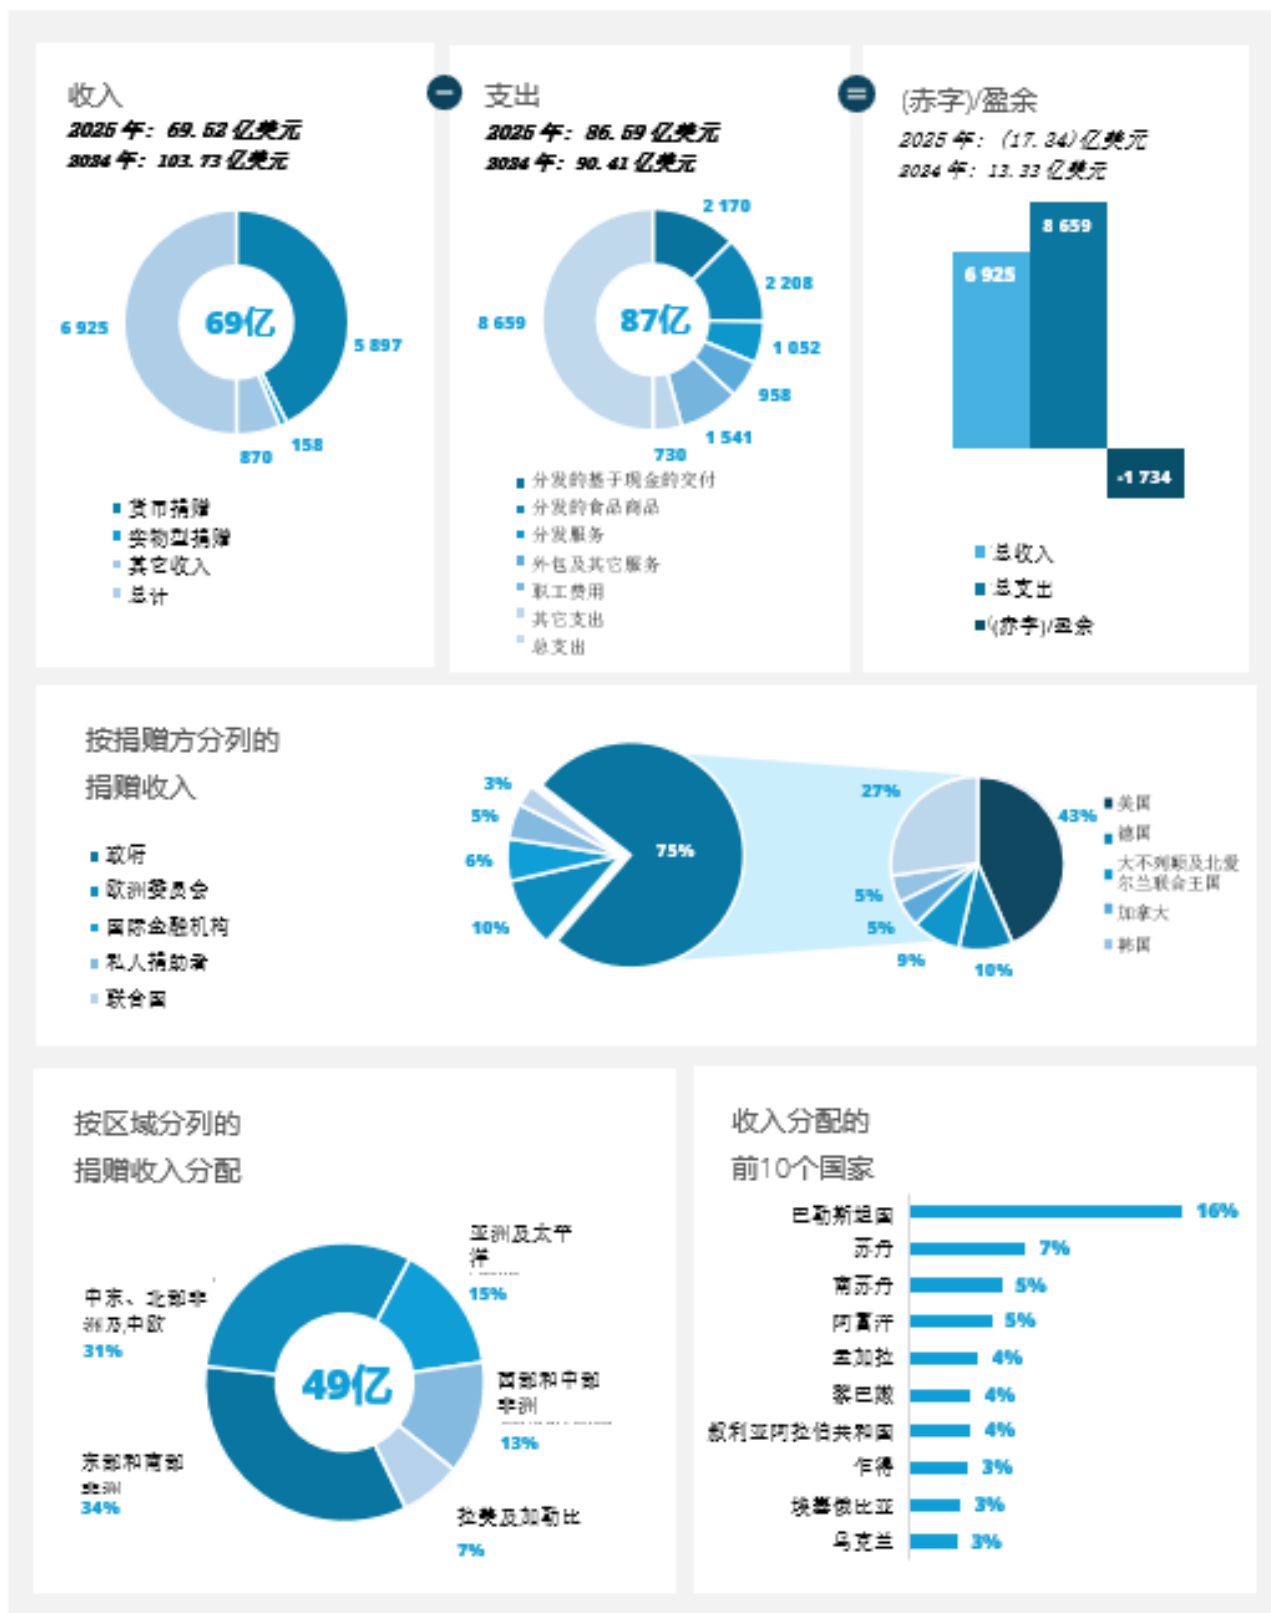 收入
2025 年：69.52 亿美元
2024 年：103.73 亿美元
69亿
6 925
5 897
158
870
货币捐赠
实物型捐赠
其它收入
总计
支出
2025 年：86.59 亿美元
2024 年：90.41 亿美元
87亿
2 170
2 208
1 052
958
1 541
730
8 659
分发的基于现金的交付
分发的食品商品
分发服务
外包及其它服务
职工费用
其它支出
总支出
(赤字)/盈余
2025 年：(17.34)亿美元
2024 年：13.33 亿美元
6 925
8 659
-1 734
总收入
总支出
(赤字)/盈余
按捐赠方分列的
捐赠收入
政府
欧洲委员会
国际金融机构
私人捐助者
联合国
3%
5%
6%
10%
75%
27%
43%
5%
5%
9%
10%
美国
德国
大不列颠及北爱
尔兰联合王国
加拿大
韩国
按区域分列的
捐赠收入分配
49亿
亚洲及太平
洋
15%
西部和中部
非洲
13%
拉美及加勒比
7%
东部和南部
非洲
34%
中东、北部非
洲及中欧
31%
收入分配的
前10个国家
巴勒斯坦国 16%
苏丹 7%
南苏丹 5%
阿富汗 5%
孟加拉 4%
黎巴嫩 4%
叙利亚阿拉伯共和国 4%
乍得 3%
埃塞俄比亚 3%
乌克兰 3%